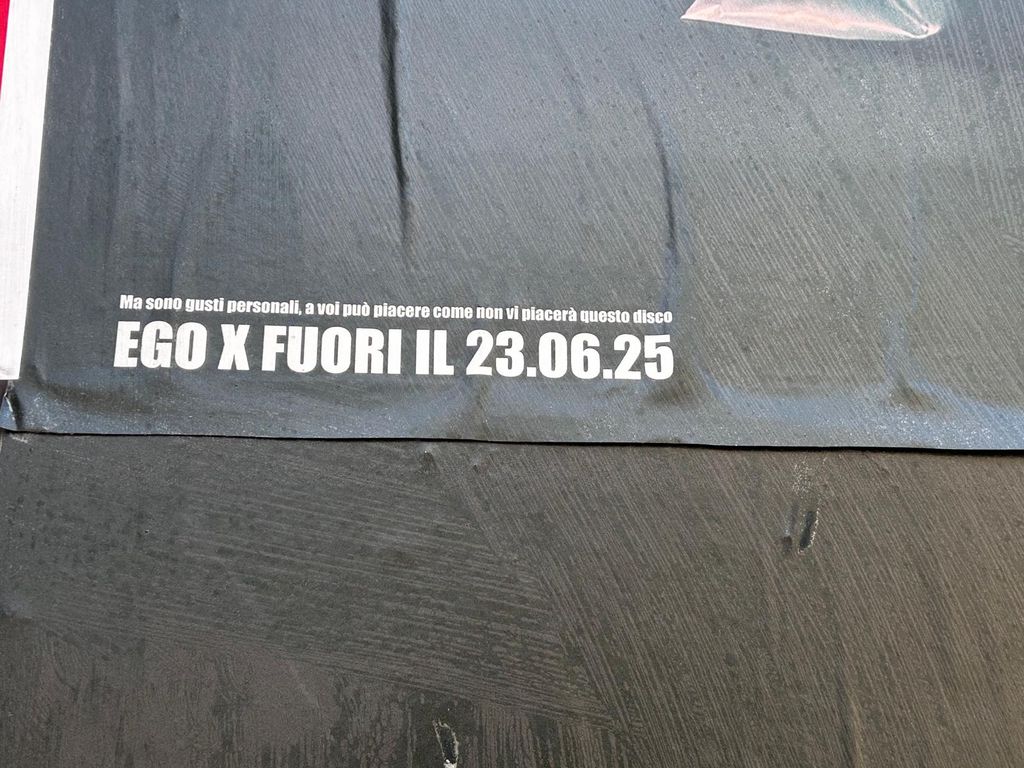 Ma sono gusti personali, a voi può piacere come non vi piacerà questo disco
EGO X FUORI IL 23.06.25